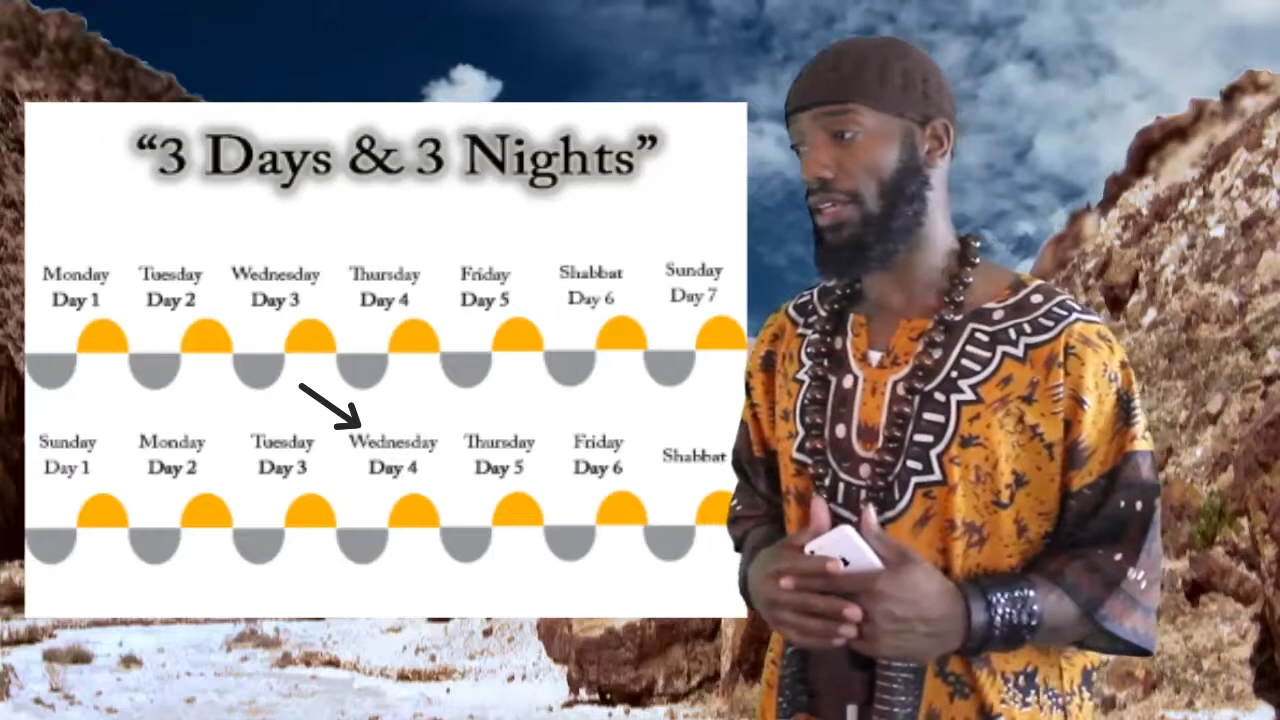 “3 Days & 3 Nights”
Monday Tuesday Wednesday Thursday Friday Shabbat Sunday
Day 1 Day 2 Day 3 Day 4 Day 5 Day 6 Day 7
Sunday Monday Tuesday Wednesday Thursday Friday Shabbat
Day 1 Day 2 Day 3 Day 4 Day 5 Day 6